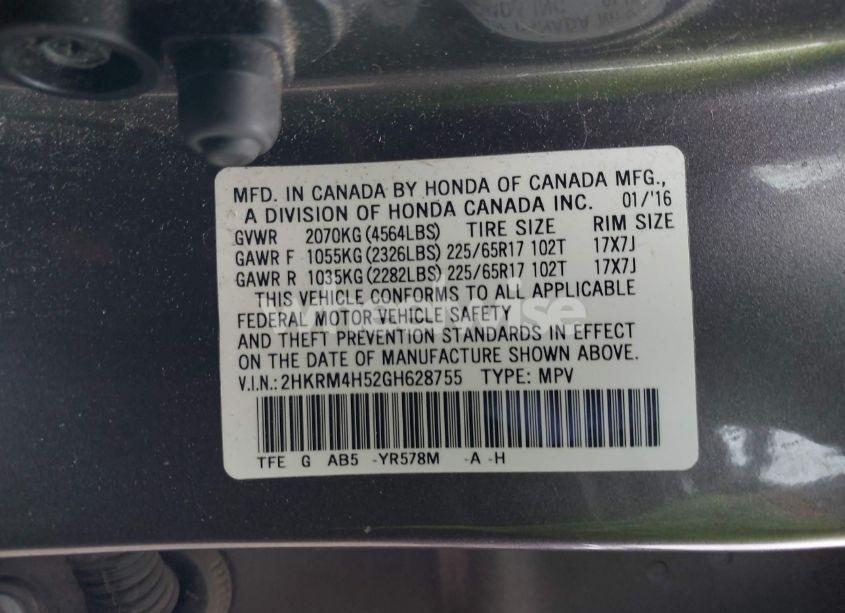 MFD. IN CANADA BY HONDA OF CANADA MFG.,
A DIVISION OF HONDA CANADA INC. 01/'16
GVWR 2070KG (4564LBS) TIRE SIZE RIM SIZE
GAWR F 1055KG (2326LBS) 225/65R17 102T 17X7J
GAWR R 1035KG (2282LBS) 225/65R17 102T 17X7J
THIS VEHICLE CONFORMS TO ALL APPLICABLE
FEDERAL MOTOR VEHICLE SAFETY
AND THEFT PREVENTION STANDARDS IN EFFECT
ON THE DATE OF MANUFACTURE SHOWN ABOVE.
V.I.N.: 2HKRM4H52GH628755 TYPE: MPV
TFE G AB5 -YR578M -A -H